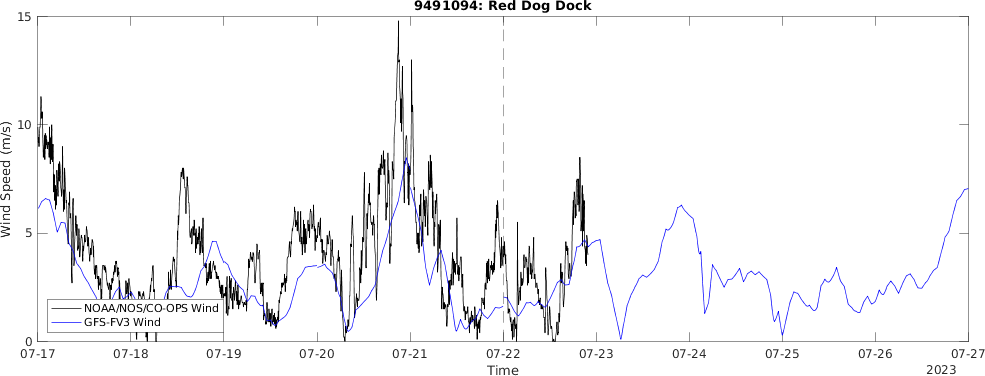 9491094: Red Dog Dock
15
10
5
0
Wind Speed (m/s)
NOAA/NOS/CO-OPS Wind
GFS-FV3 Wind
07-17 07-18 07-19 07-20 07-21 07-22 07-23 07-24 07-25 07-26 07-27
Time
2023